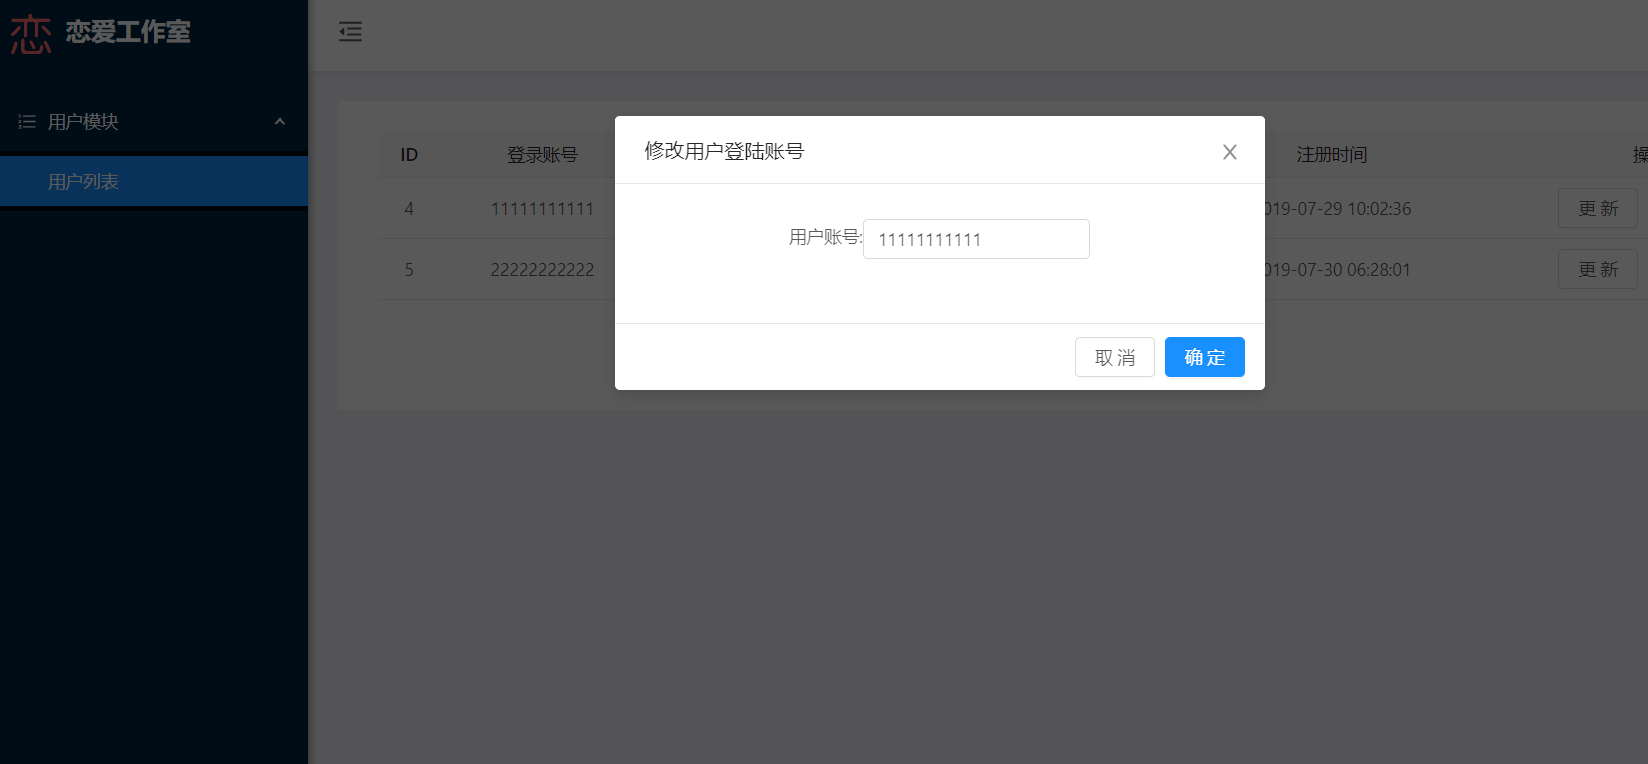 恋 恋爱工作室
用户模块
用户列表
ID 登录账号 注册时间 操
4 11111111111 019-07-29 10:02:36 更 新
5 22222222222 019-07-30 06:28:01 更 新
修改用户登陆账号
用户账号: 11111111111
取 消 确 定